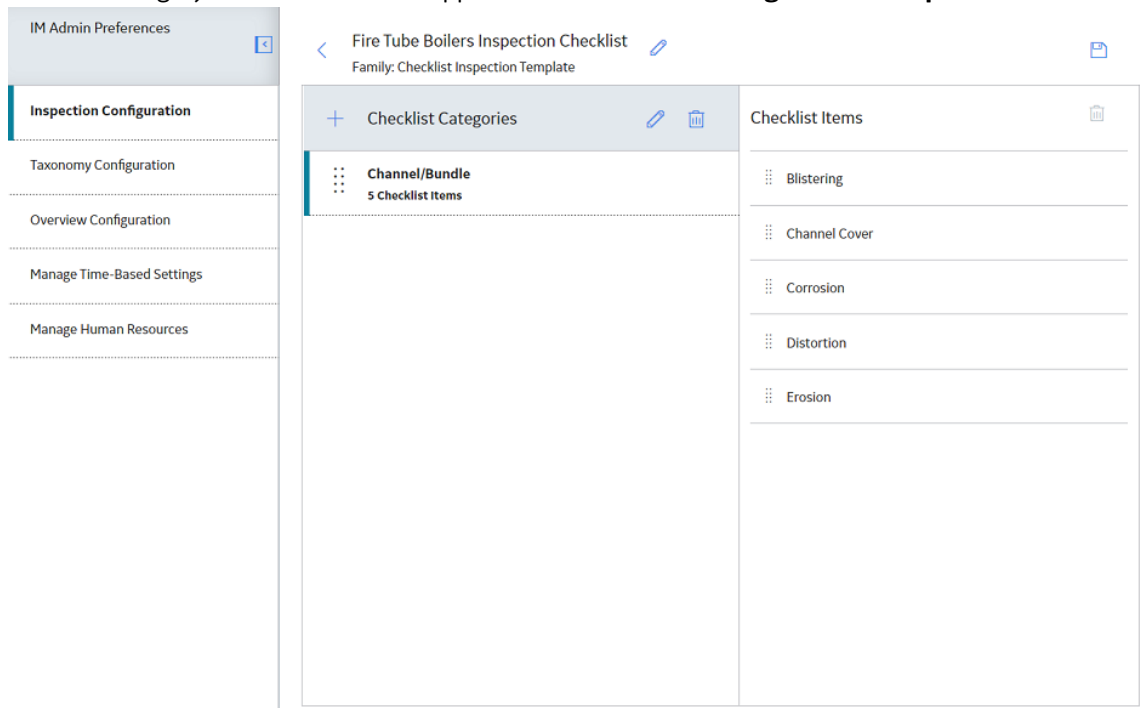 IM Admin Preferences
Inspection Configuration
Taxonomy Configuration
Overview Configuration
Manage Time-Based Settings
Manage Human Resources
Fire Tube Boilers Inspection Checklist
Family: Checklist Inspection Template
Checklist Categories
Channel/Bundle
5 Checklist Items
Checklist Items
Blistering
Channel Cover
Corrosion
Distortion
Erosion